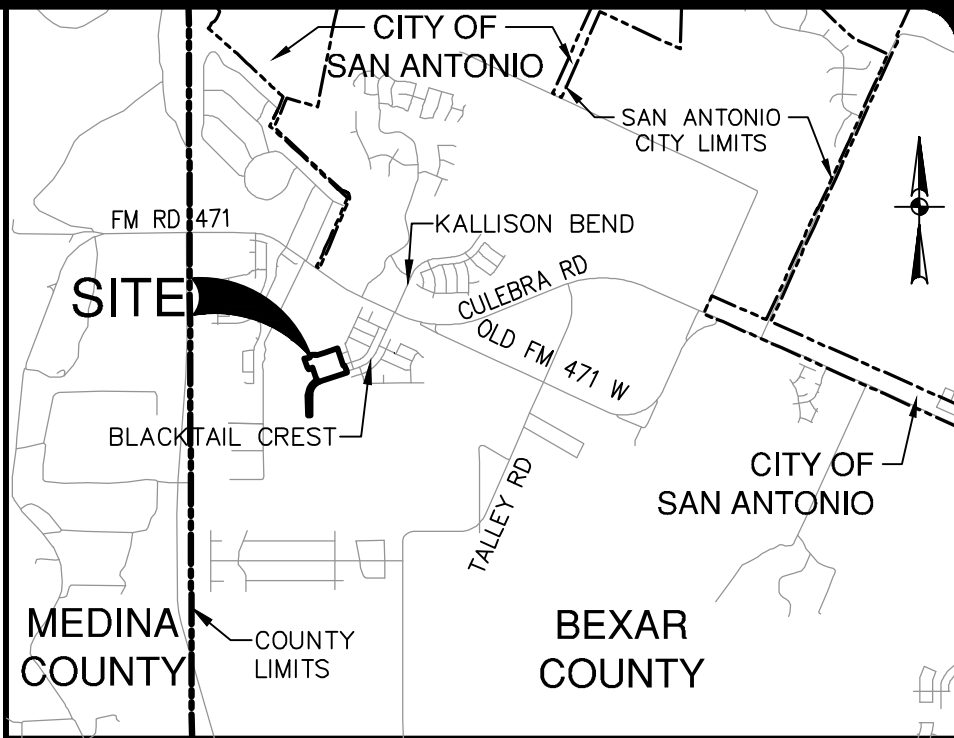 CITY OF
SAN ANTONIO
SAN ANTONIO
CITY LIMITS
FM RD 471
KALLISON BEND
SITE
CULEBRA RD
OLD FM 471 W
BLACKTAIL CREST
CITY OF
SAN ANTONIO
TALLEY RD
MEDINA
COUNTY
COUNTY
LIMITS
BEXAR
COUNTY